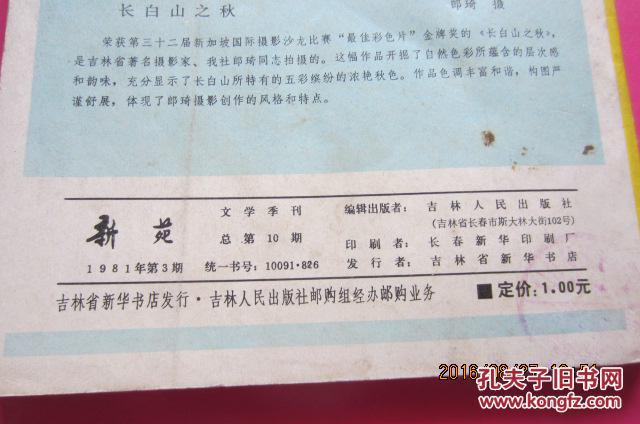 长白山之秋 郎琦 摄
荣获第三十二届新加坡国际摄影沙龙比赛“最佳彩色片”金牌奖的《长白山之秋》,
是吉林省著名摄影家、我社郎琦同志拍摄的。这幅作品开掘了自然色彩所蕴含的层次感
和韵味,充分显示了长白山所特有的五彩缤纷的浓艳秋色。作品色调丰富和谐,构图严
谨舒展,体现了郎琦摄影创作的风格和特点。
新苑
1981年第3期
文学季刊
总第10期
统一书号:10091·826
编辑出版者:吉林人民出版社
(吉林省长春市斯大林大街102号)
印刷者:长春新华印刷厂
发行者:吉林省新华书店
吉林省新华书店发行·吉林人民出版社邮购组经办邮购业务
■定价:1.00元
孔夫子旧书网
www.kongfz.com